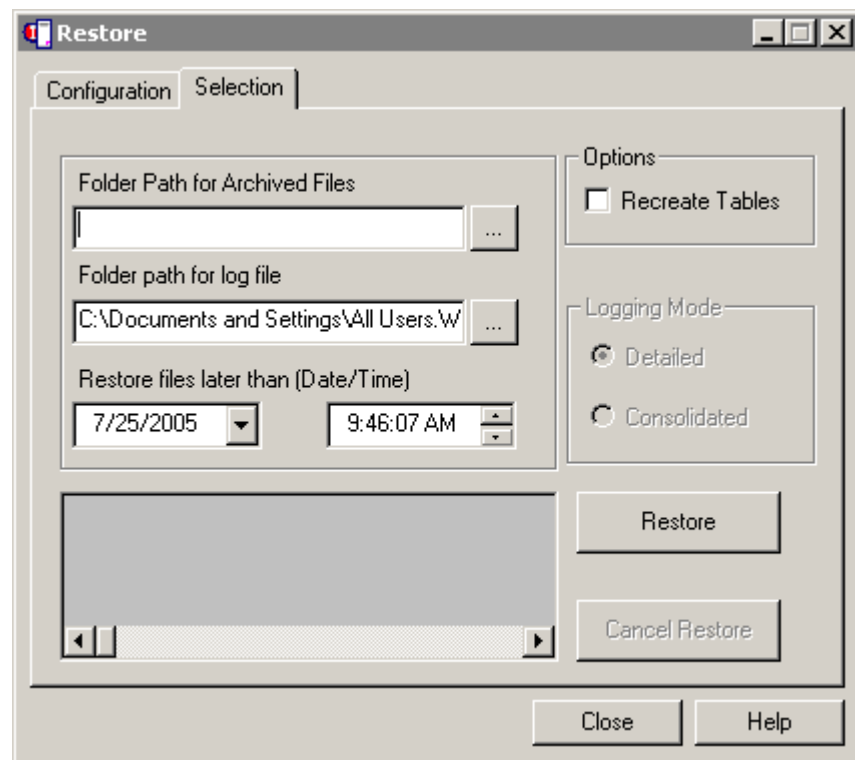 Restore
Configuration
Selection
Folder Path for Archived Files
...
Folder path for log file
C:\Documents and Settings\All Users.W
...
Restore files later than (Date/Time)
7/25/2005
9:46:07 AM
Options
Recreate Tables
Logging Mode
Detailed
Consolidated
Restore
Cancel Restore
Close
Help